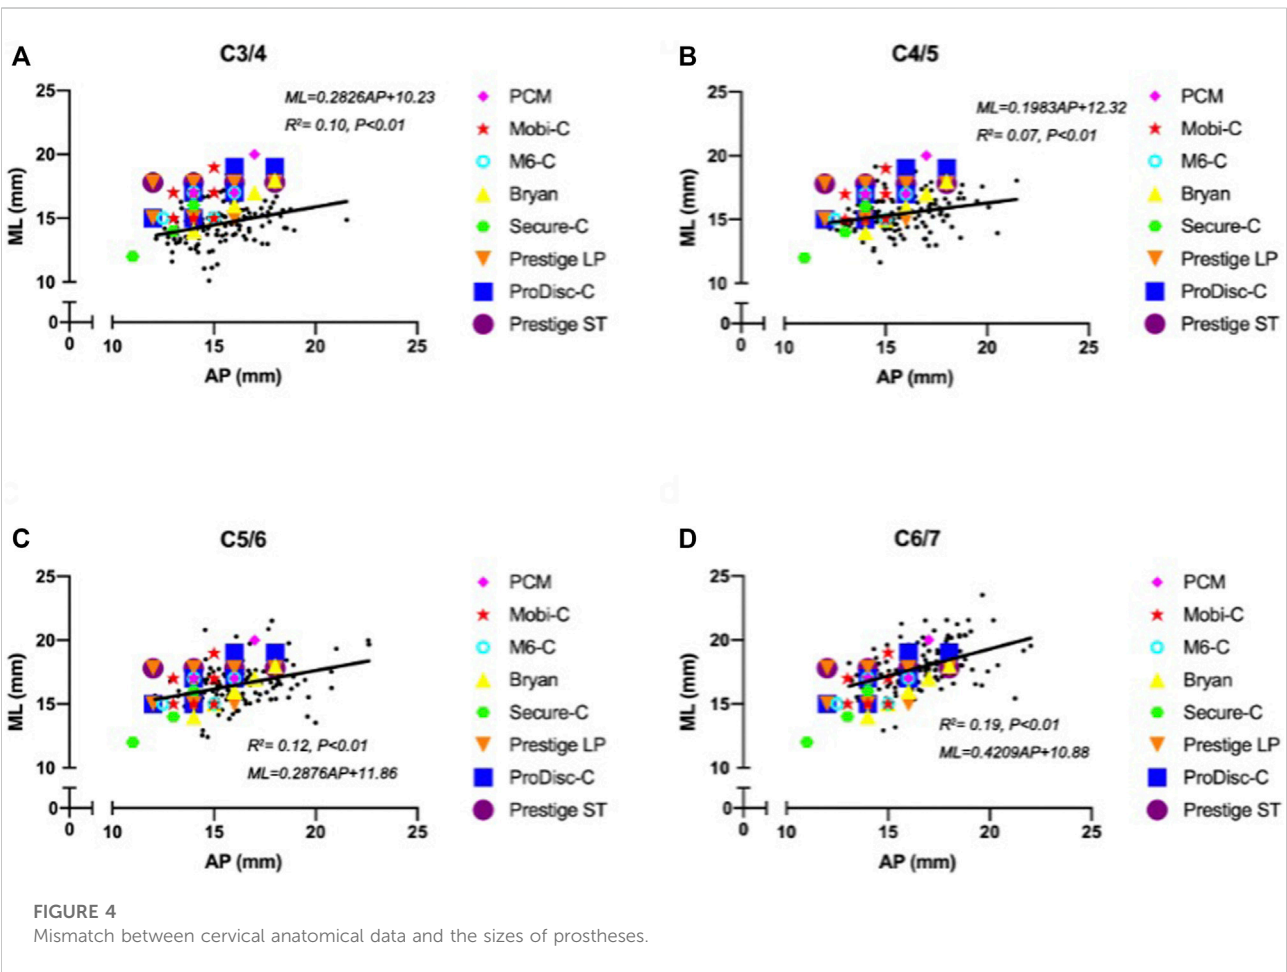 A
C3/4
ML=0.2826AP+10.23
R²= 0.10, P<0.01
25
20
15
10
0
ML (mm)
0
10
15
20
25
AP (mm)
PCM
Mobi-C
M6-C
Bryan
Secure-C
Prestige LP
ProDisc-C
Prestige ST
B
C4/5
ML=0.1983AP+12.32
R²= 0.07, P<0.01
25
20
15
10
0
ML (mm)
0
10
15
20
25
AP (mm)
PCM
Mobi-C
M6-C
Bryan
Secure-C
Prestige LP
ProDisc-C
Prestige ST
c
d
C
C5/6
25
20
15
10
0
ML (mm)
R²= 0.12, P<0.01
ML=0.2876AP+11.86
0
10
15
20
25
AP (mm)
PCM
Mobi-C
M6-C
Bryan
Secure-C
Prestige LP
ProDisc-C
Prestige ST
D
C6/7
25
20
15
10
0
ML (mm)
R²= 0.19, P<0.01
ML=0.4209AP+10.88
0
10
15
20
25
AP (mm)
PCM
Mobi-C
M6-C
Bryan
Secure-C
Prestige LP
ProDisc-C
Prestige ST
FIGURE 4
Mismatch between cervical anatomical data and the sizes of prostheses.